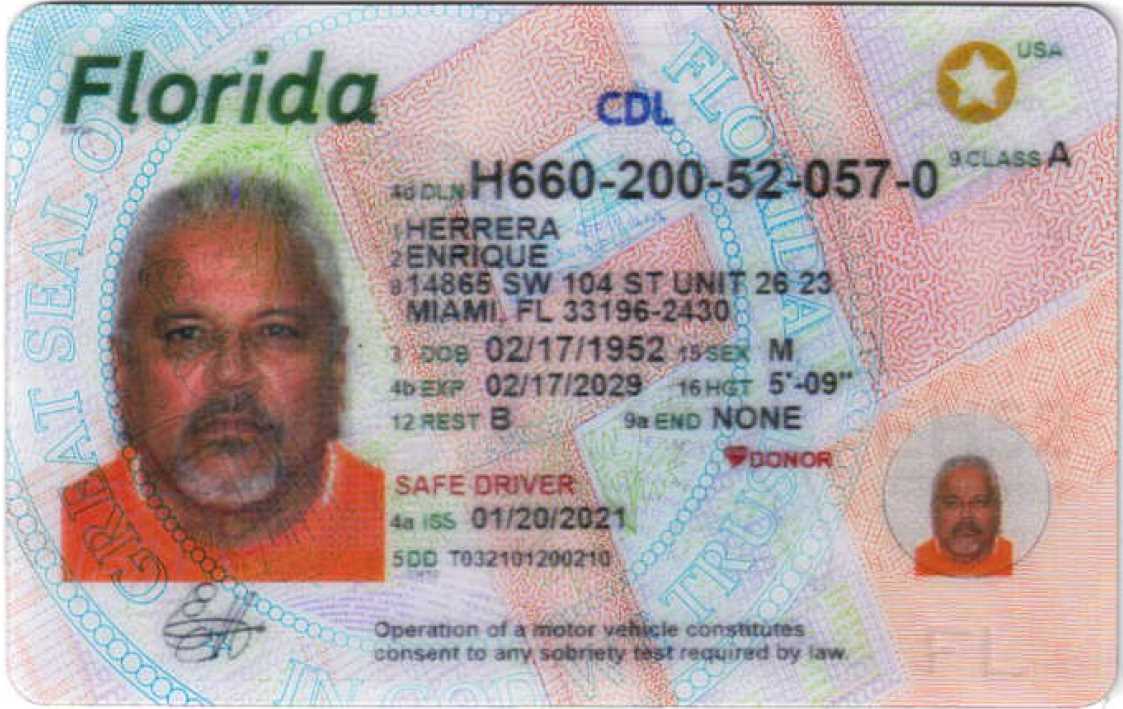 Florida
CDL
USA
9 CLASS A
4d DLN H660-200-52-057-0
1 HERRERA
2 ENRIQUE
8 14865 SW 104 ST UNIT 26 23
MIAMI, FL 33196-2430
3 DOB 02/17/1952 15 SEX M
4b EXP 02/17/2029 16 HGT 5'-09"
12 REST B 9a END NONE
DONOR
SAFE DRIVER
4a ISS 01/20/2021
5 DD T032101200210
Operation of a motor vehicle constitutes
consent to any sobriety test required by law.
GREAT SEAL OF THE
FLORIDA
IN GOD WE TRUST
FL